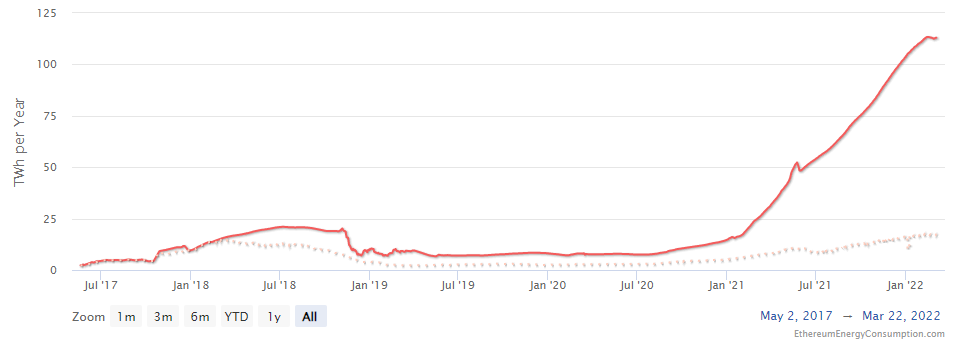 125
100
75
50
25
0
TWh per Year
Jul '17
Jan '18
Jul '18
Jan '19
Jul '19
Jan '20
Jul '20
Jan '21
Jul '21
Jan '22
Zoom 1m 3m 6m YTD 1y All
May 2, 2017 → Mar 22, 2022
EthereumEnergyConsumption.com